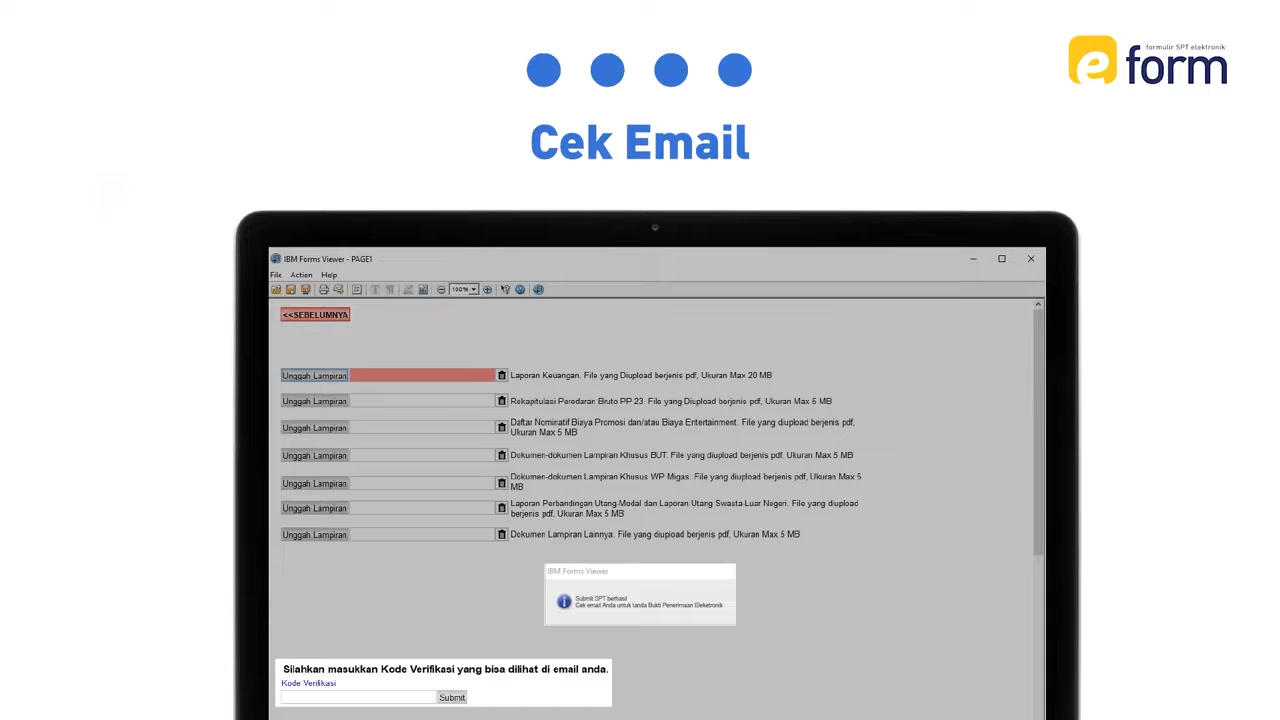 formulir SPT elektronik
e form
Cek Email
IBM Forms Viewer - PAGE1
File Action Help
100%
<<SEBELUMNYA
Unggah Lampiran Laporan Keuangan. File yang Diupload berjenis pdf, Ukuran Max 20 MB
Unggah Lampiran Rekapitulasi Peredaran Bruto PP 23. File yang Diupload berjenis pdf, Ukuran Max 5 MB
Unggah Lampiran Daftar Nominatif Biaya Promosi dan/atau Biaya Entertainment. File yang diupload berjenis pdf,
Ukuran Max 5 MB
Unggah Lampiran Dokumen-dokumen Lampiran Khusus BUT. File yang diupload berjenis pdf, Ukuran Max 5 MB
Unggah Lampiran Dokumen-dokumen Lampiran Khusus WP Migas. File yang diupload berjenis pdf, Ukuran Max 5
MB
Unggah Lampiran Laporan Perbandingan Utang-Modal dan Laporan Utang Swasta Luar Negeri. File yang diupload
berjenis pdf, Ukuran Max 5 MB
Unggah Lampiran Dokumen Lampiran Lainnya. File yang diupload berjenis pdf, Ukuran Max 5 MB
IBM Forms Viewer
Submit SPT berhasil
Cek email Anda untuk tanda Bukti Penerimaan Eleketronik
Silahkan masukkan Kode Verifikasi yang bisa dilihat di email anda.
Kode Verifikasi
Submit